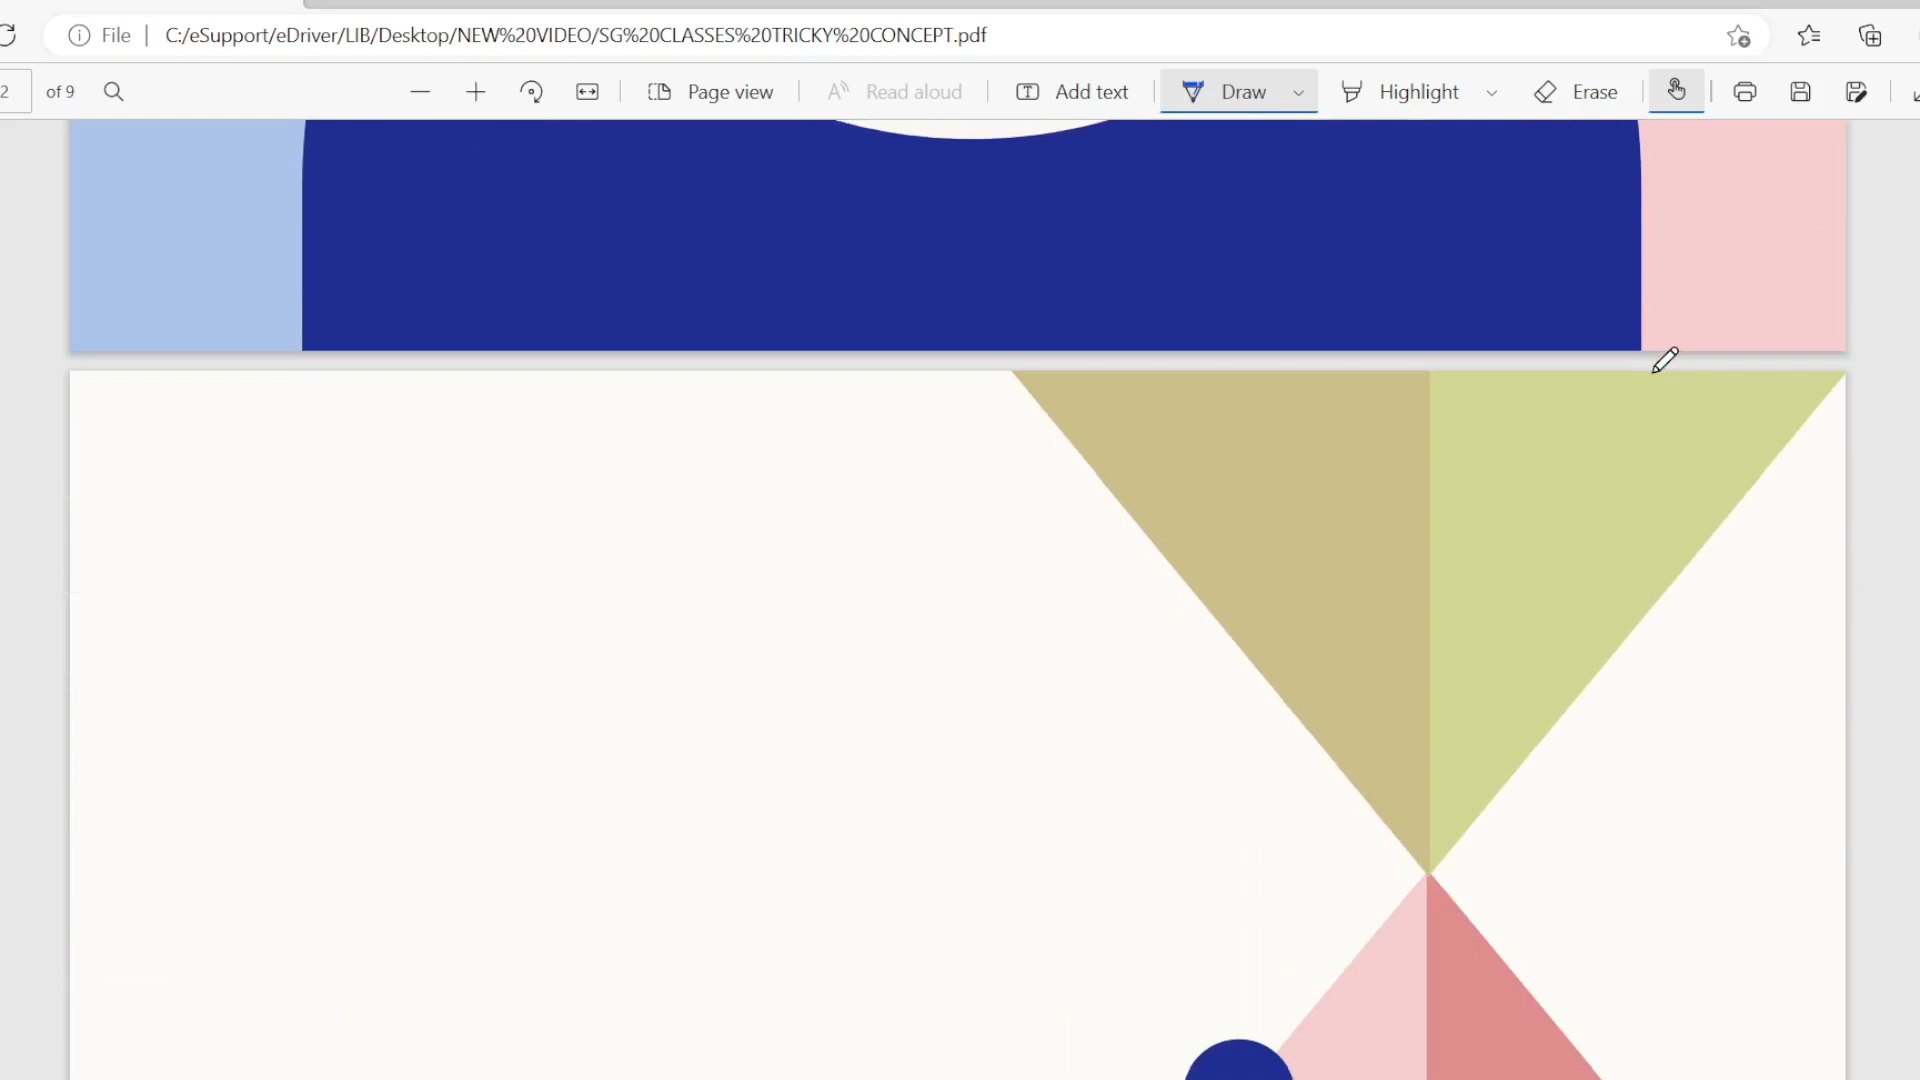 File C:/eSupport/eDriver/LIB/Desktop/NEW%20VIDEO/SG%20CLASSES%20TRICKY%20CONCEPT.pdf
2 of 9 Page view Read aloud Add text Draw Highlight Erase